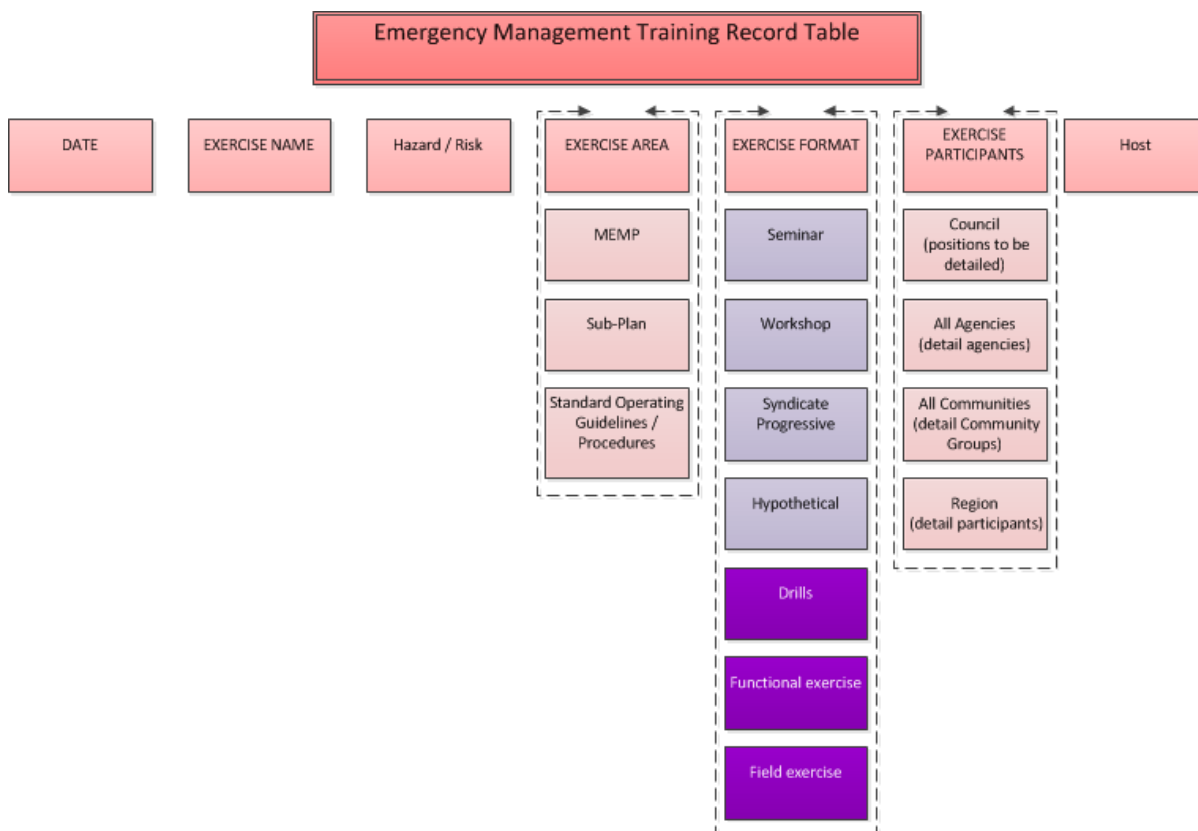 Emergency Management Training Record Table
DATE
EXERCISE NAME
Hazard / Risk
EXERCISE AREA
EXERCISE FORMAT
EXERCISE
PARTICIPANTS
Host
MEMP
Seminar
Council
(positions to be
detailed)
Sub-Plan
Workshop
All Agencies
(detail agencies)
Standard Operating
Guidelines /
Procedures
Syndicate
Progressive
All Communities
(detail Community
Groups)
Hypothetical
Region
(detail participants)
Drills
Functional exercise
Field exercise